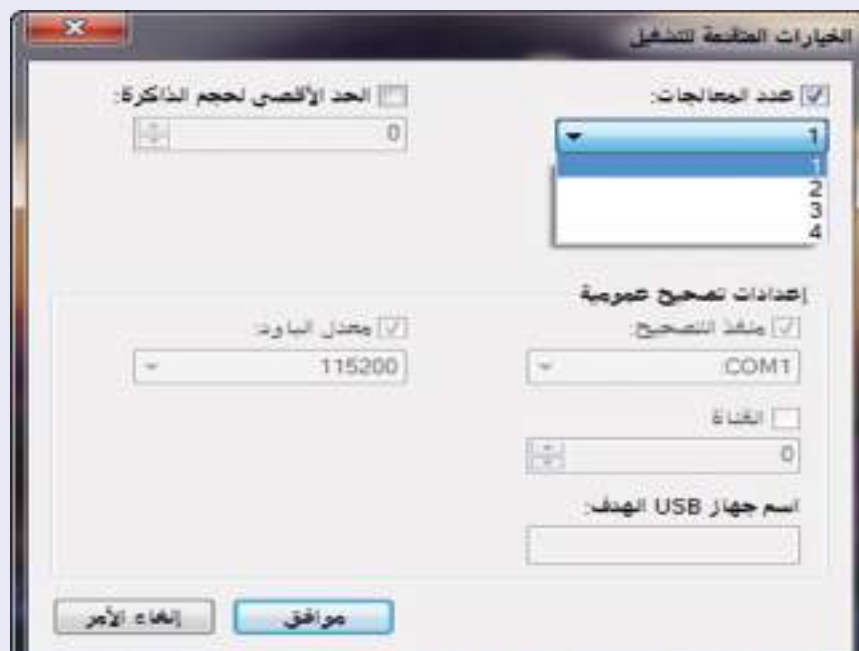 الخيارات المتقدمة للتشغيل
عدد المعالجات:
الحد الأقصى لحجم الذاكرة:
1
0
1
2
3
4
إعدادات تصحيح عمومية
منفذ التصحيح:
معدل الباود:
COM1:
115200
القناة
0
اسم جهاز USB الهدف:
موافق
إلغاء الأمر